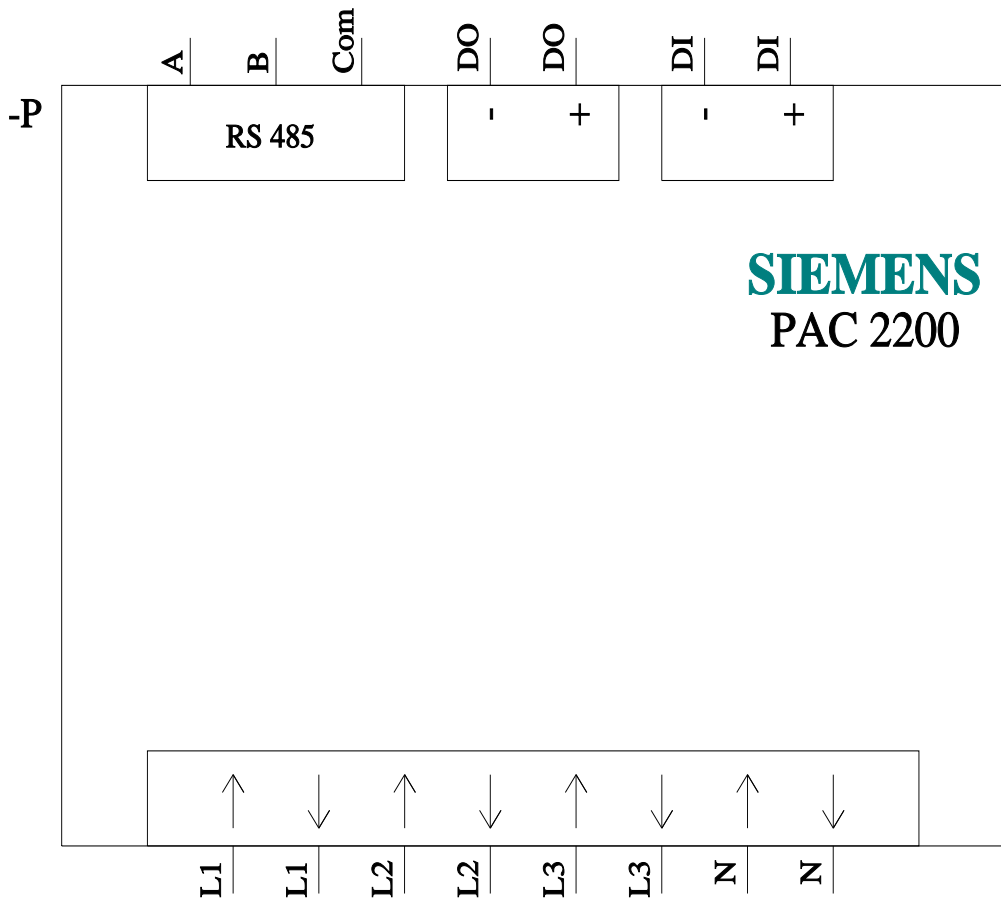 A B Com DO DO DI DI
-P
RS 485
- + - +
SIEMENS
PAC 2200
L1 L1 L2 L2 L3 L3 N N